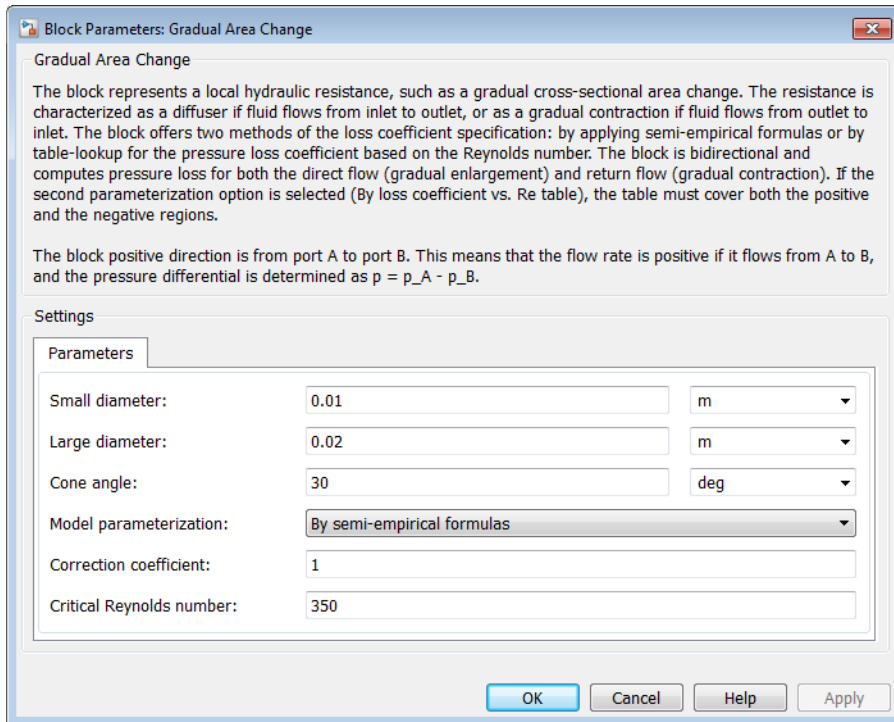 Block Parameters: Gradual Area Change
Gradual Area Change
The block represents a local hydraulic resistance, such as a gradual cross-sectional area change. The resistance is
characterized as a diffuser if fluid flows from inlet to outlet, or as a gradual contraction if fluid flows from outlet to
inlet. The block offers two methods of the loss coefficient specification: by applying semi-empirical formulas or by
table-lookup for the pressure loss coefficient based on the Reynolds number. The block is bidirectional and
computes pressure loss for both the direct flow (gradual enlargement) and return flow (gradual contraction). If the
second parameterization option is selected (By loss coefficient vs. Re table), the table must cover both the positive
and the negative regions.
The block positive direction is from port A to port B. This means that the flow rate is positive if it flows from A to B,
and the pressure differential is determined as p = p_A - p_B.
Settings
Parameters
Small diameter: 0.01 m
Large diameter: 0.02 m
Cone angle: 30 deg
Model parameterization: By semi-empirical formulas
Correction coefficient: 1
Critical Reynolds number: 350
OK Cancel Help Apply